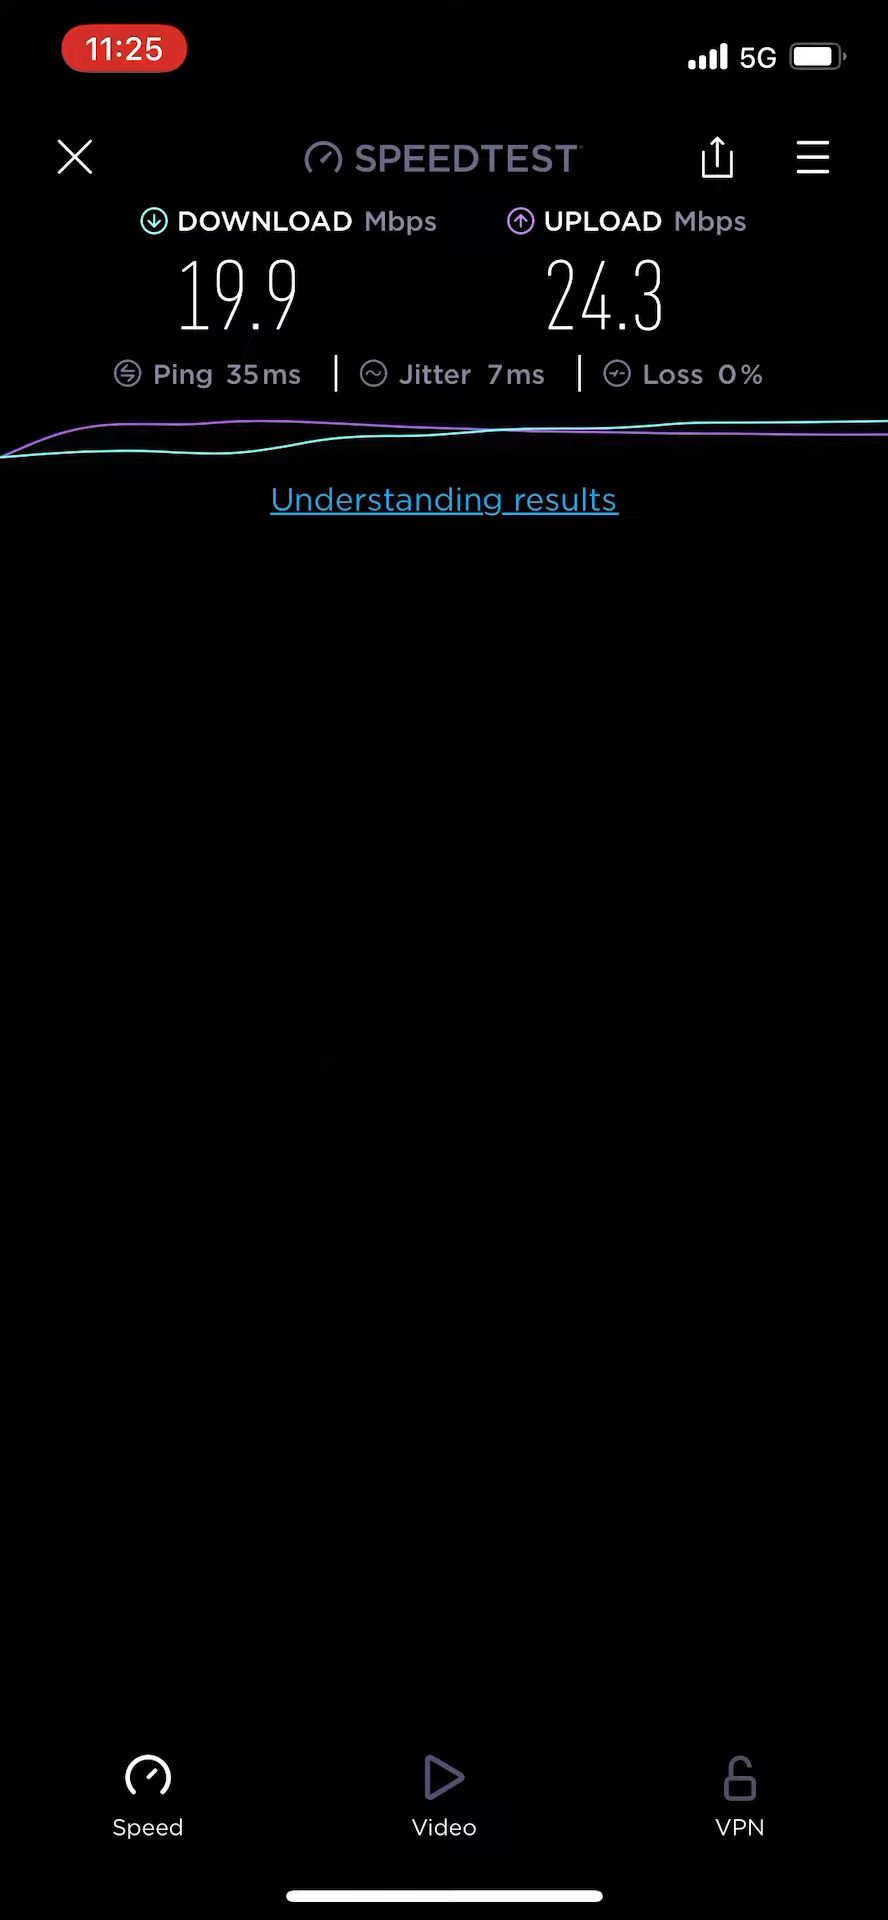 11:25 5G
SPEEDTEST
DOWNLOAD Mbps UPLOAD Mbps
19.9 24.3
Ping 35ms Jitter 7ms Loss 0%
Understanding results
Speed Video VPN